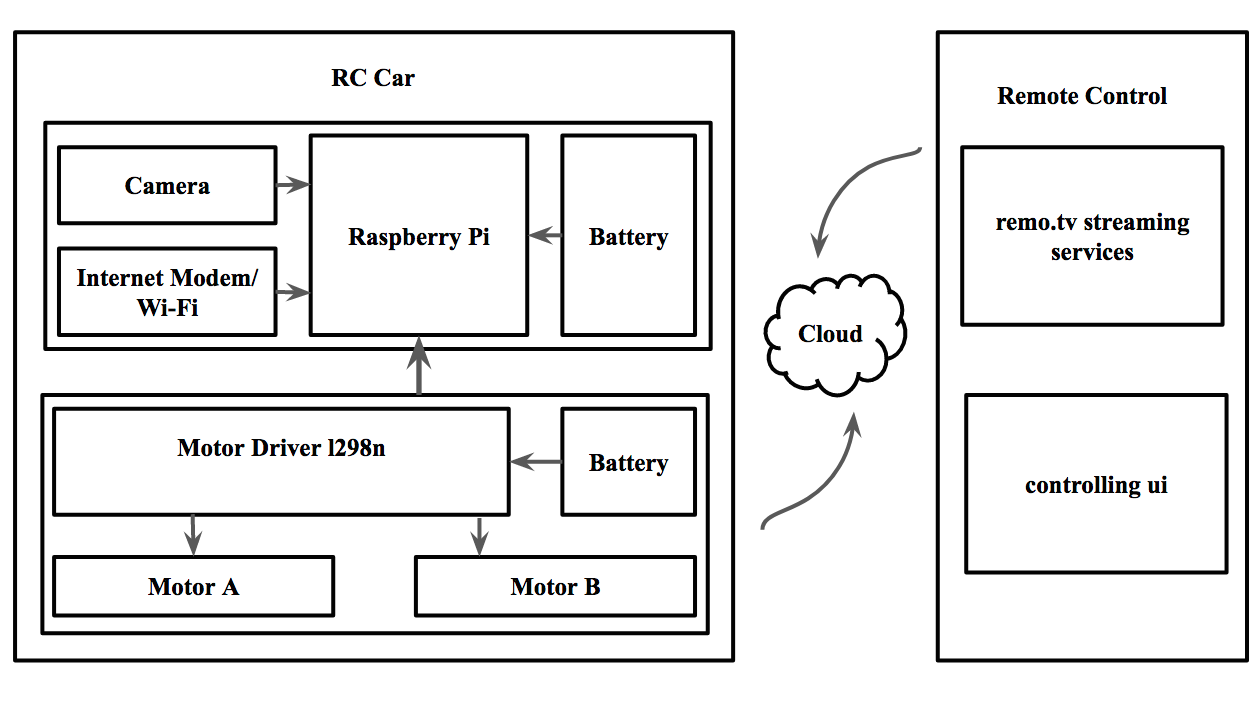 RC Car
Camera
Internet Modem/
Wi-Fi
Raspberry Pi
Battery
Motor Driver l298n
Battery
Motor A
Motor B
Cloud
Remote Control
remo.tv streaming
services
controlling ui